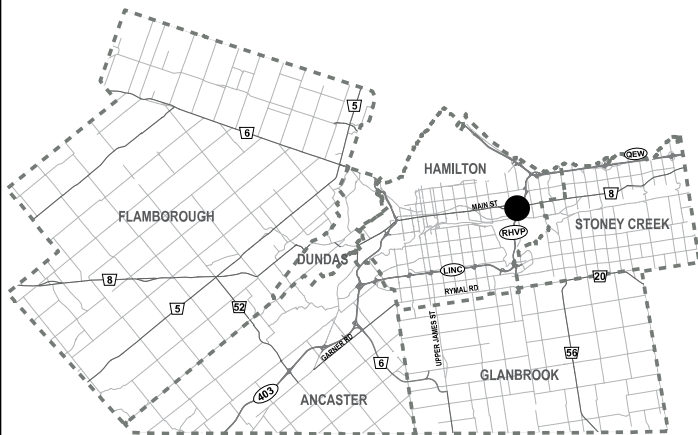 5
6
HAMILTON
QEW
8
MAIN ST
FLAMBOROUGH
STONEY CREEK
RHVP
DUNDAS
LINC
20
8
RYMAL RD
5
52
UPPER JAMES ST
GARNER RD
56
6
GLANBROOK
403
ANCASTER